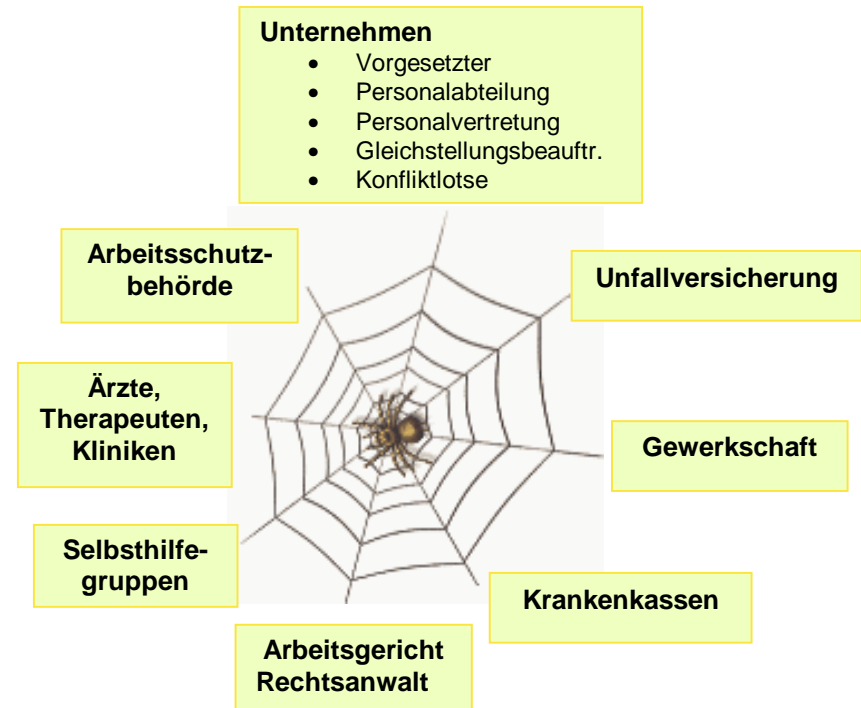 Unternehmen
• Vorgesetzter
• Personalabteilung
• Personalvertretung
• Gleichstellungsbeauftr.
• Konfliktlotse
Arbeitsschutz-
behörde
Unfallversicherung
Ärzte,
Therapeuten,
Kliniken
Gewerkschaft
Selbsthilfe-
gruppen
Krankenkassen
Arbeitsgericht
Rechtsanwalt